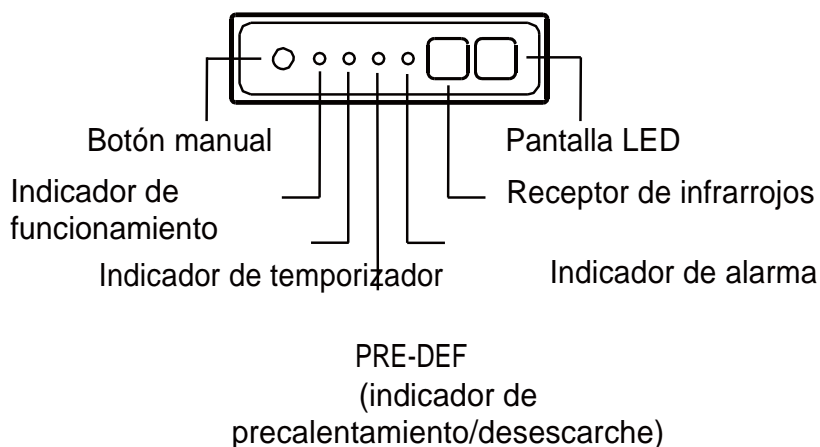 Botón manual
Pantalla LED
Indicador de
funcionamiento
Receptor de infrarrojos
Indicador de temporizador
Indicador de alarma
PRE-DEF
(indicador de
precalentamiento/desescarche)